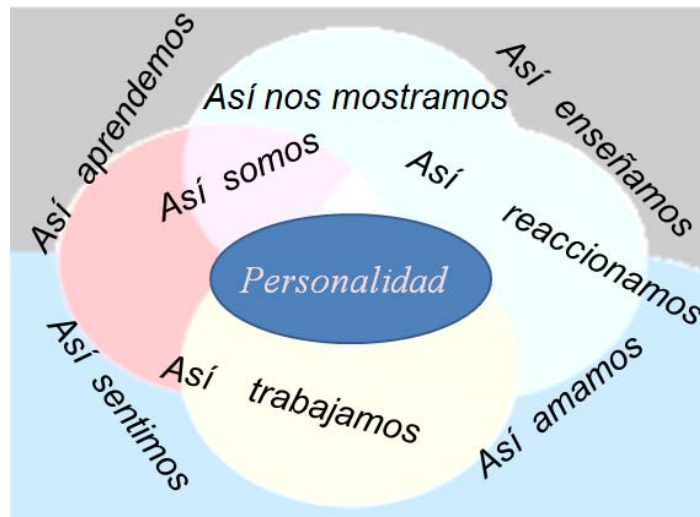 Así aprendemos
Así nos mostramos
Así enseñamos
Así somos
Así reaccionamos
Personalidad
Así sentimos
Así trabajamos
Así amamos